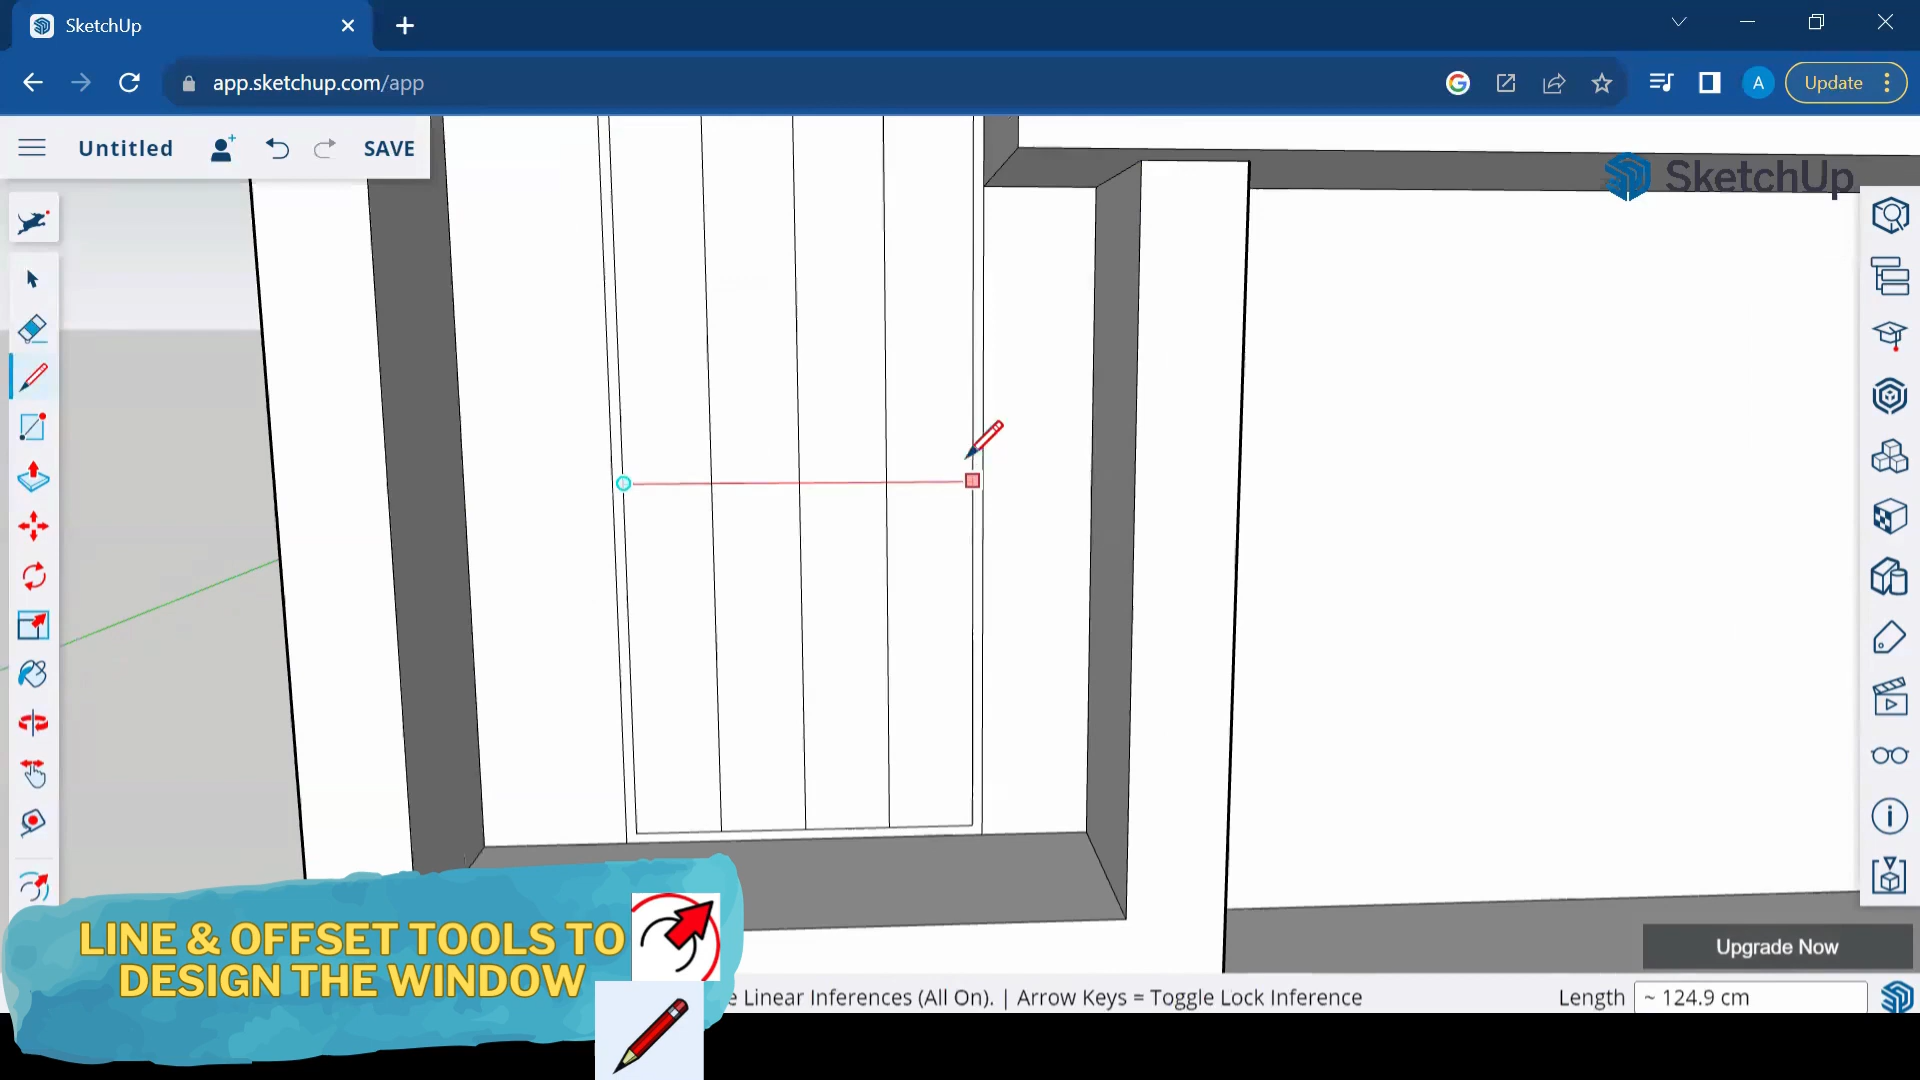 SketchUp
app.sketchup.com/app
A
Update
Untitled
SAVE
SketchUp
LINE & OFFSET TOOLS TO
DESIGN THE WINDOW
Upgrade Now
Linear Inferences (All On). | Arrow Keys = Toggle Lock Inference
Length
~ 124.9 cm